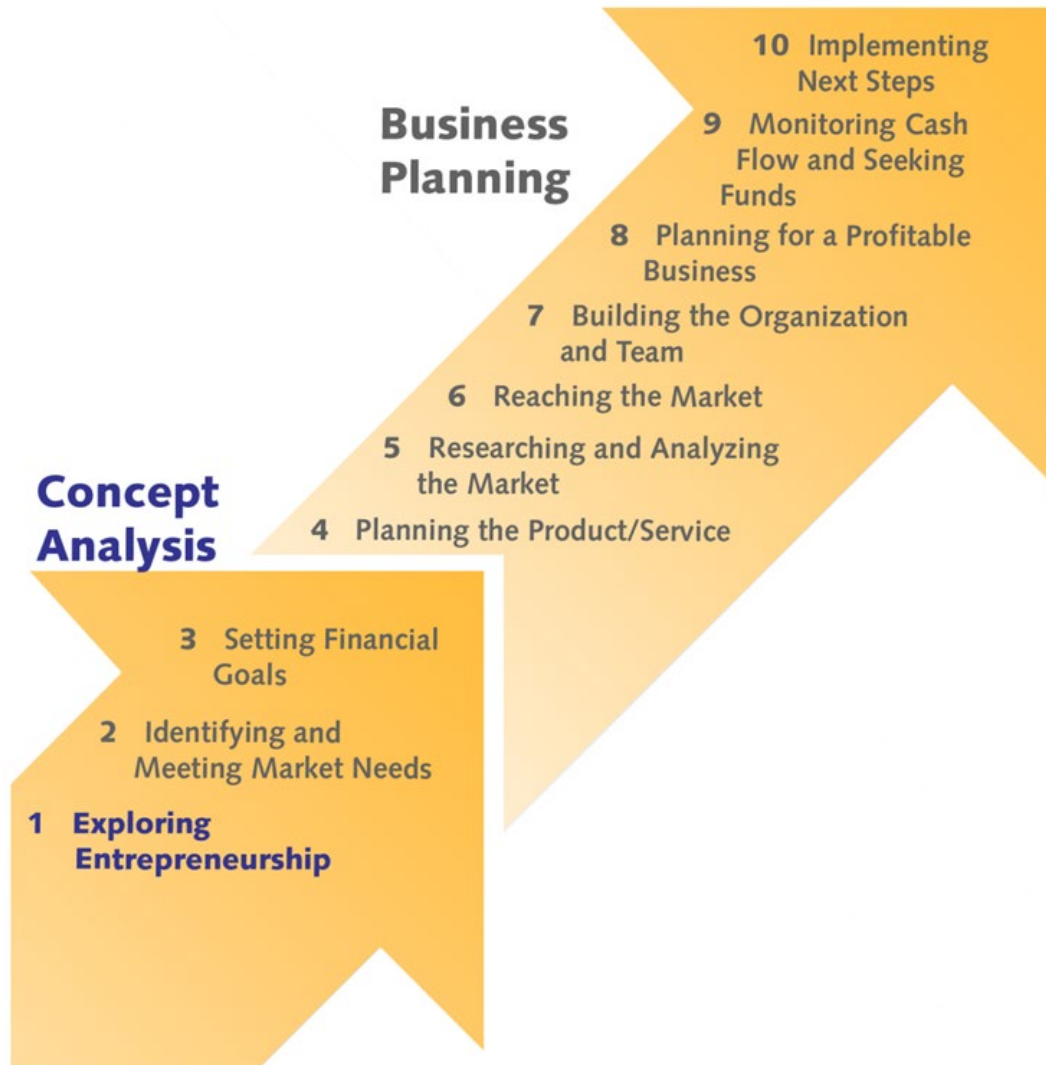 10 Implementing
Next Steps
Business
Planning
9 Monitoring Cash
Flow and Seeking
Funds
8 Planning for a Profitable
Business
7 Building the Organization
and Team
6 Reaching the Market
5 Researching and Analyzing
the Market
4 Planning the Product/Service
Concept
Analysis
3 Setting Financial
Goals
2 Identifying and
Meeting Market Needs
1 Exploring
Entrepreneurship